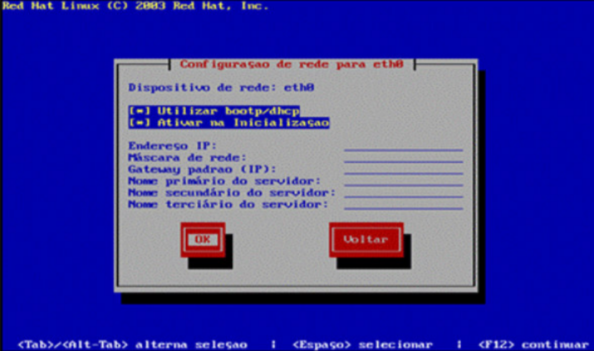 Red Hat Linux (C) 2003 Red Hat, Inc.
Configuraçao de rede para eth0
Dispositivo de rede: eth0
[*] Utilizar bootp/dhcp
[*] Ativar na Inicializaçao
Endereço IP:
Máscara de rede:
Gateway padrao (IP):
Nome primário do servidor:
Nome secundário do servidor:
Nome terciário do servidor:
OK Voltar
<Tab>/<Alt-Tab> alterna seleçao | <Espaço> selecionar | <F12> continuar